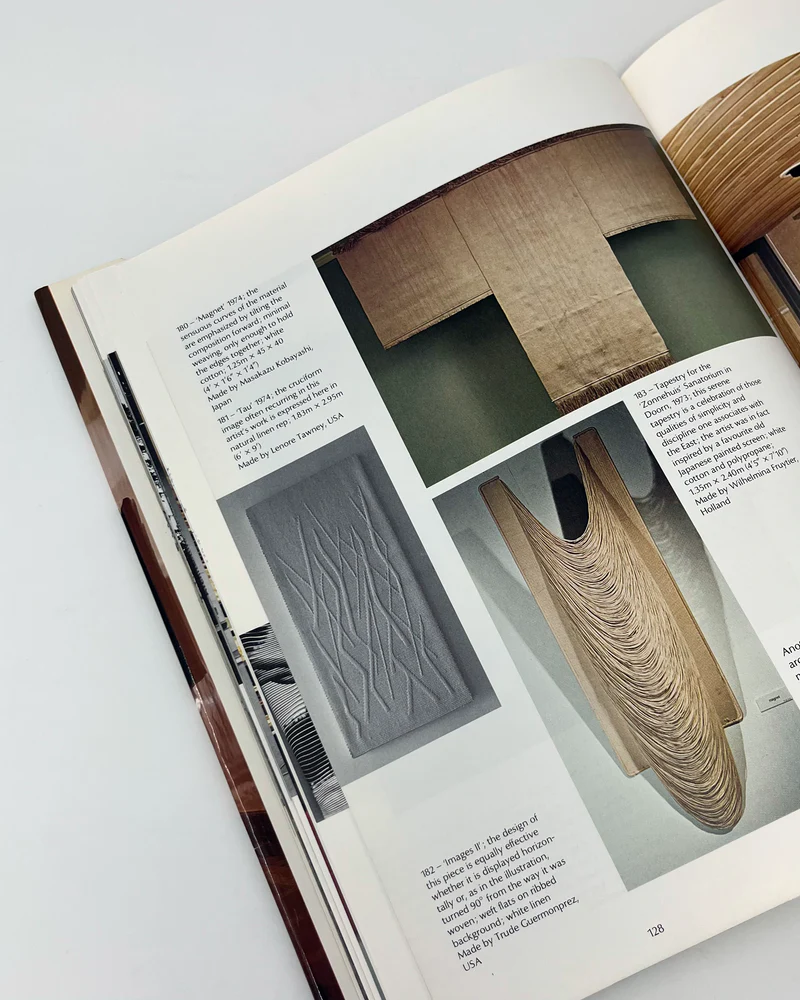 180 – 'Magnet' 1974; the
sensuous curves of the material
are emphasized by tilting the
composition forward; minimal
weaving, only enough to hold
the edges together; white
cotton; 1.25m × 45 × 40
(4' × 1'6" × 1'4")
Made by Masakazu Kobayashi,
Japan
181 – 'Tau' 1974; the cruciform
image often recurring in this
artist's work is expressed here in
natural linen rep; 1.83m × 2.95m
(6' × 9')
Made by Lenore Tawney, USA
183 – Tapestry for the
'Zonnehuis' Sanatorium in
Doorn, 1973; this serene
tapestry is a celebration of those
qualities of simplicity and
discipline one associates with
the East; the artist was in fact
inspired by a favourite old
Japanese painted screen; white
cotton and polypropane;
1.35m × 2.40m (4'5" × 7'10")
Made by Wilhelmina Fruytier,
Holland
182 – 'Images II'; the design of
this piece is equally effective
whether it is displayed horizon-
tally or, as in the illustration,
turned 90° from the way it was
woven; weft flats on ribbed
background; white linen
Made by Trude Guermonprez,
USA
128